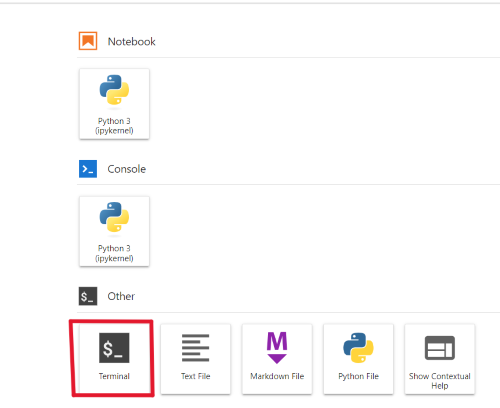 Notebook
Python 3
(ipykernel)
>_ Console
Python 3
(ipykernel)
$_ Other
$_
M
Terminal
Text File
Markdown File
Python File
Show Contextual
Help